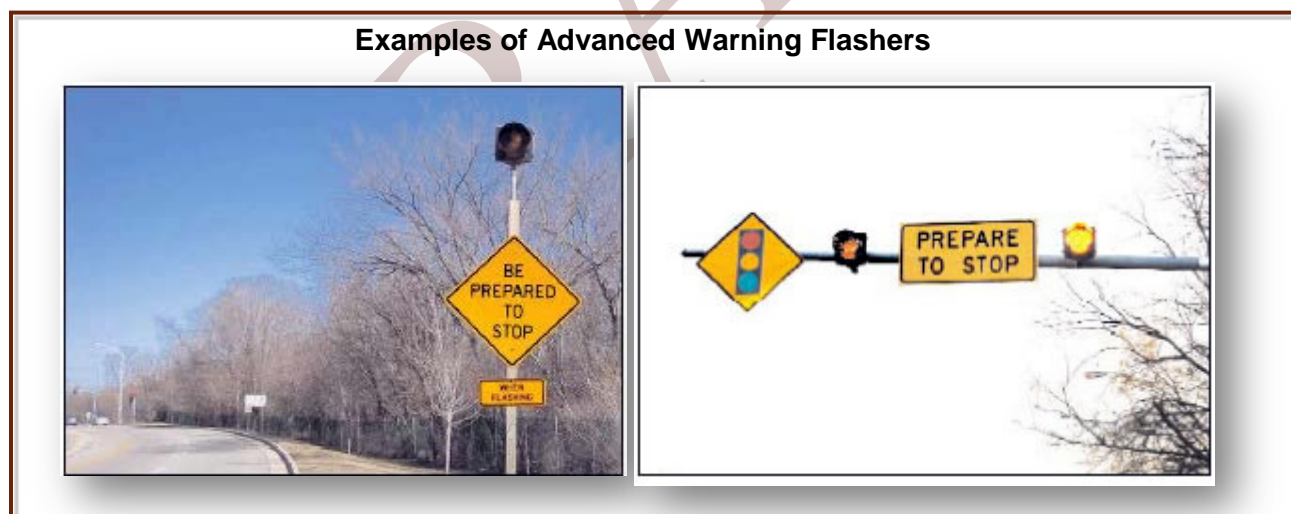 Examples of Advanced Warning Flashers
BE
PREPARED
TO
STOP
WHEN
FLASHING
PREPARE
TO STOP